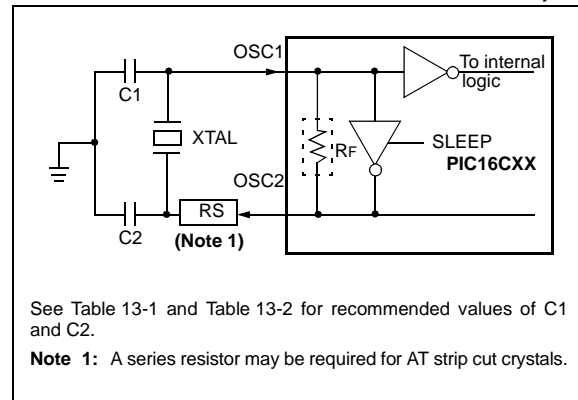 OSC1
To internal
logic
C1
XTAL
RF
SLEEP
PIC16CXX
OSC2
RS
C2
(Note 1)
See Table 13-1 and Table 13-2 for recommended values of C1
and C2.
Note 1: A series resistor may be required for AT strip cut crystals.